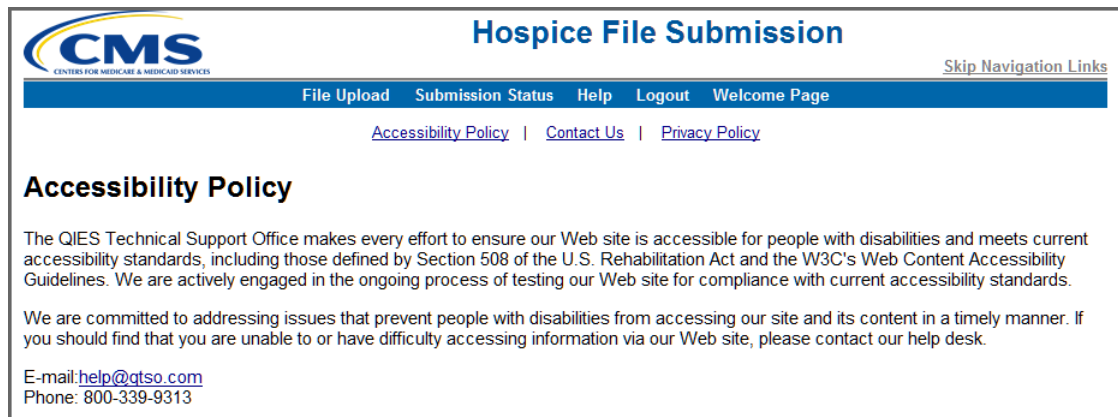 CMS
CENTERS FOR MEDICARE & MEDICAID SERVICES
Hospice File Submission
Skip Navigation Links
File Upload Submission Status Help Logout Welcome Page
Accessibility Policy | Contact Us | Privacy Policy
Accessibility Policy
The QIES Technical Support Office makes every effort to ensure our Web site is accessible for people with disabilities and meets current
accessibility standards, including those defined by Section 508 of the U.S. Rehabilitation Act and the W3C's Web Content Accessibility
Guidelines. We are actively engaged in the ongoing process of testing our Web site for compliance with current accessibility standards.
We are committed to addressing issues that prevent people with disabilities from accessing our site and its content in a timely manner. If
you should find that you are unable to or have difficulty accessing information via our Web site, please contact our help desk.
E-mail:help@qtso.com
Phone: 800-339-9313